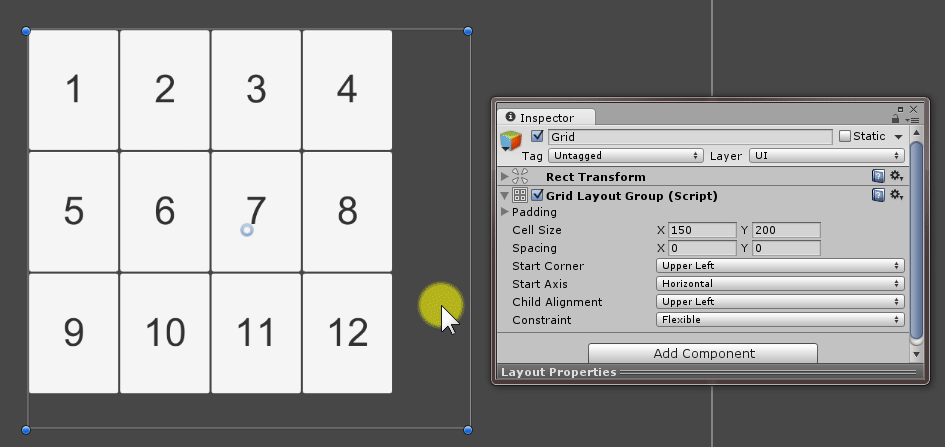 1 2 3 4
5 6 7 8
9 10 11 12
Inspector
Grid Static
Tag Untagged Layer UI
Rect Transform
Grid Layout Group (Script)
Padding
Cell Size X 150 Y 200
Spacing X 0 Y 0
Start Corner Upper Left
Start Axis Horizontal
Child Alignment Upper Left
Constraint Flexible
Add Component
Layout Properties